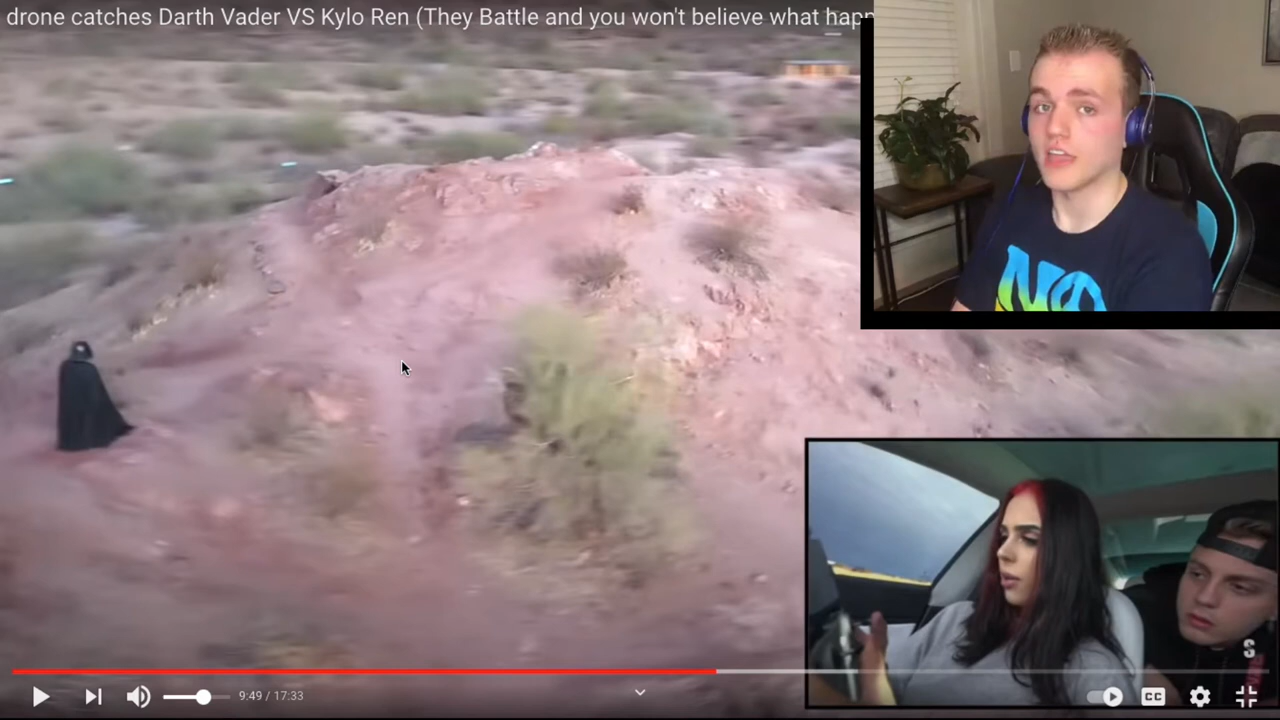 drone catches Darth Vader VS Kylo Ren (They Battle and you won't believe what happ
9:49 / 17:33
CC
S